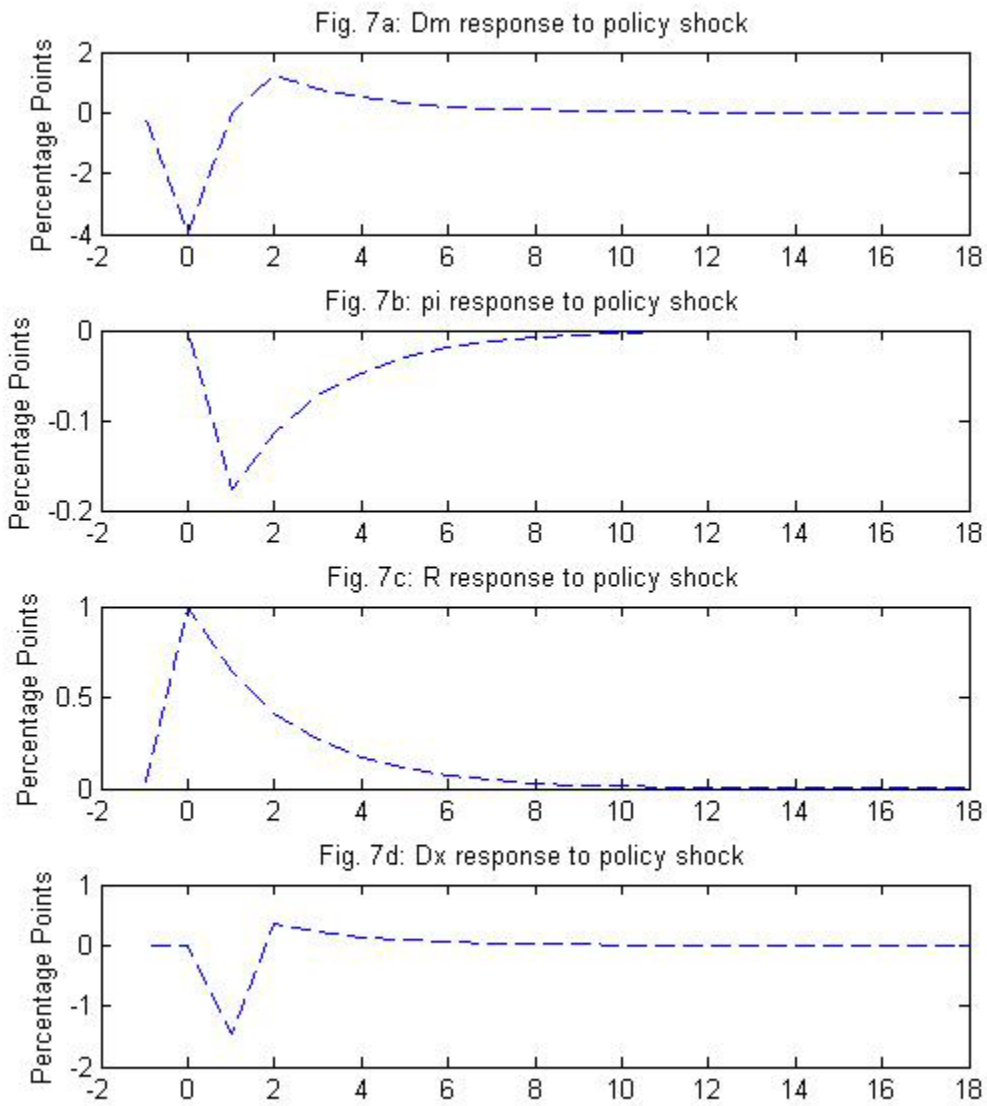 Fig. 7a: Dm response to policy shock
Percentage Points
2
0
-2
-4
-2 0 2 4 6 8 10 12 14 16 18
Fig. 7b: pi response to policy shock
Percentage Points
0
-0.1
-0.2
-2 0 2 4 6 8 10 12 14 16 18
Fig. 7c: R response to policy shock
Percentage Points
1
0.5
0
-2 0 2 4 6 8 10 12 14 16 18
Fig. 7d: Dx response to policy shock
Percentage Points
1
0
-1
-2
-2 0 2 4 6 8 10 12 14 16 18